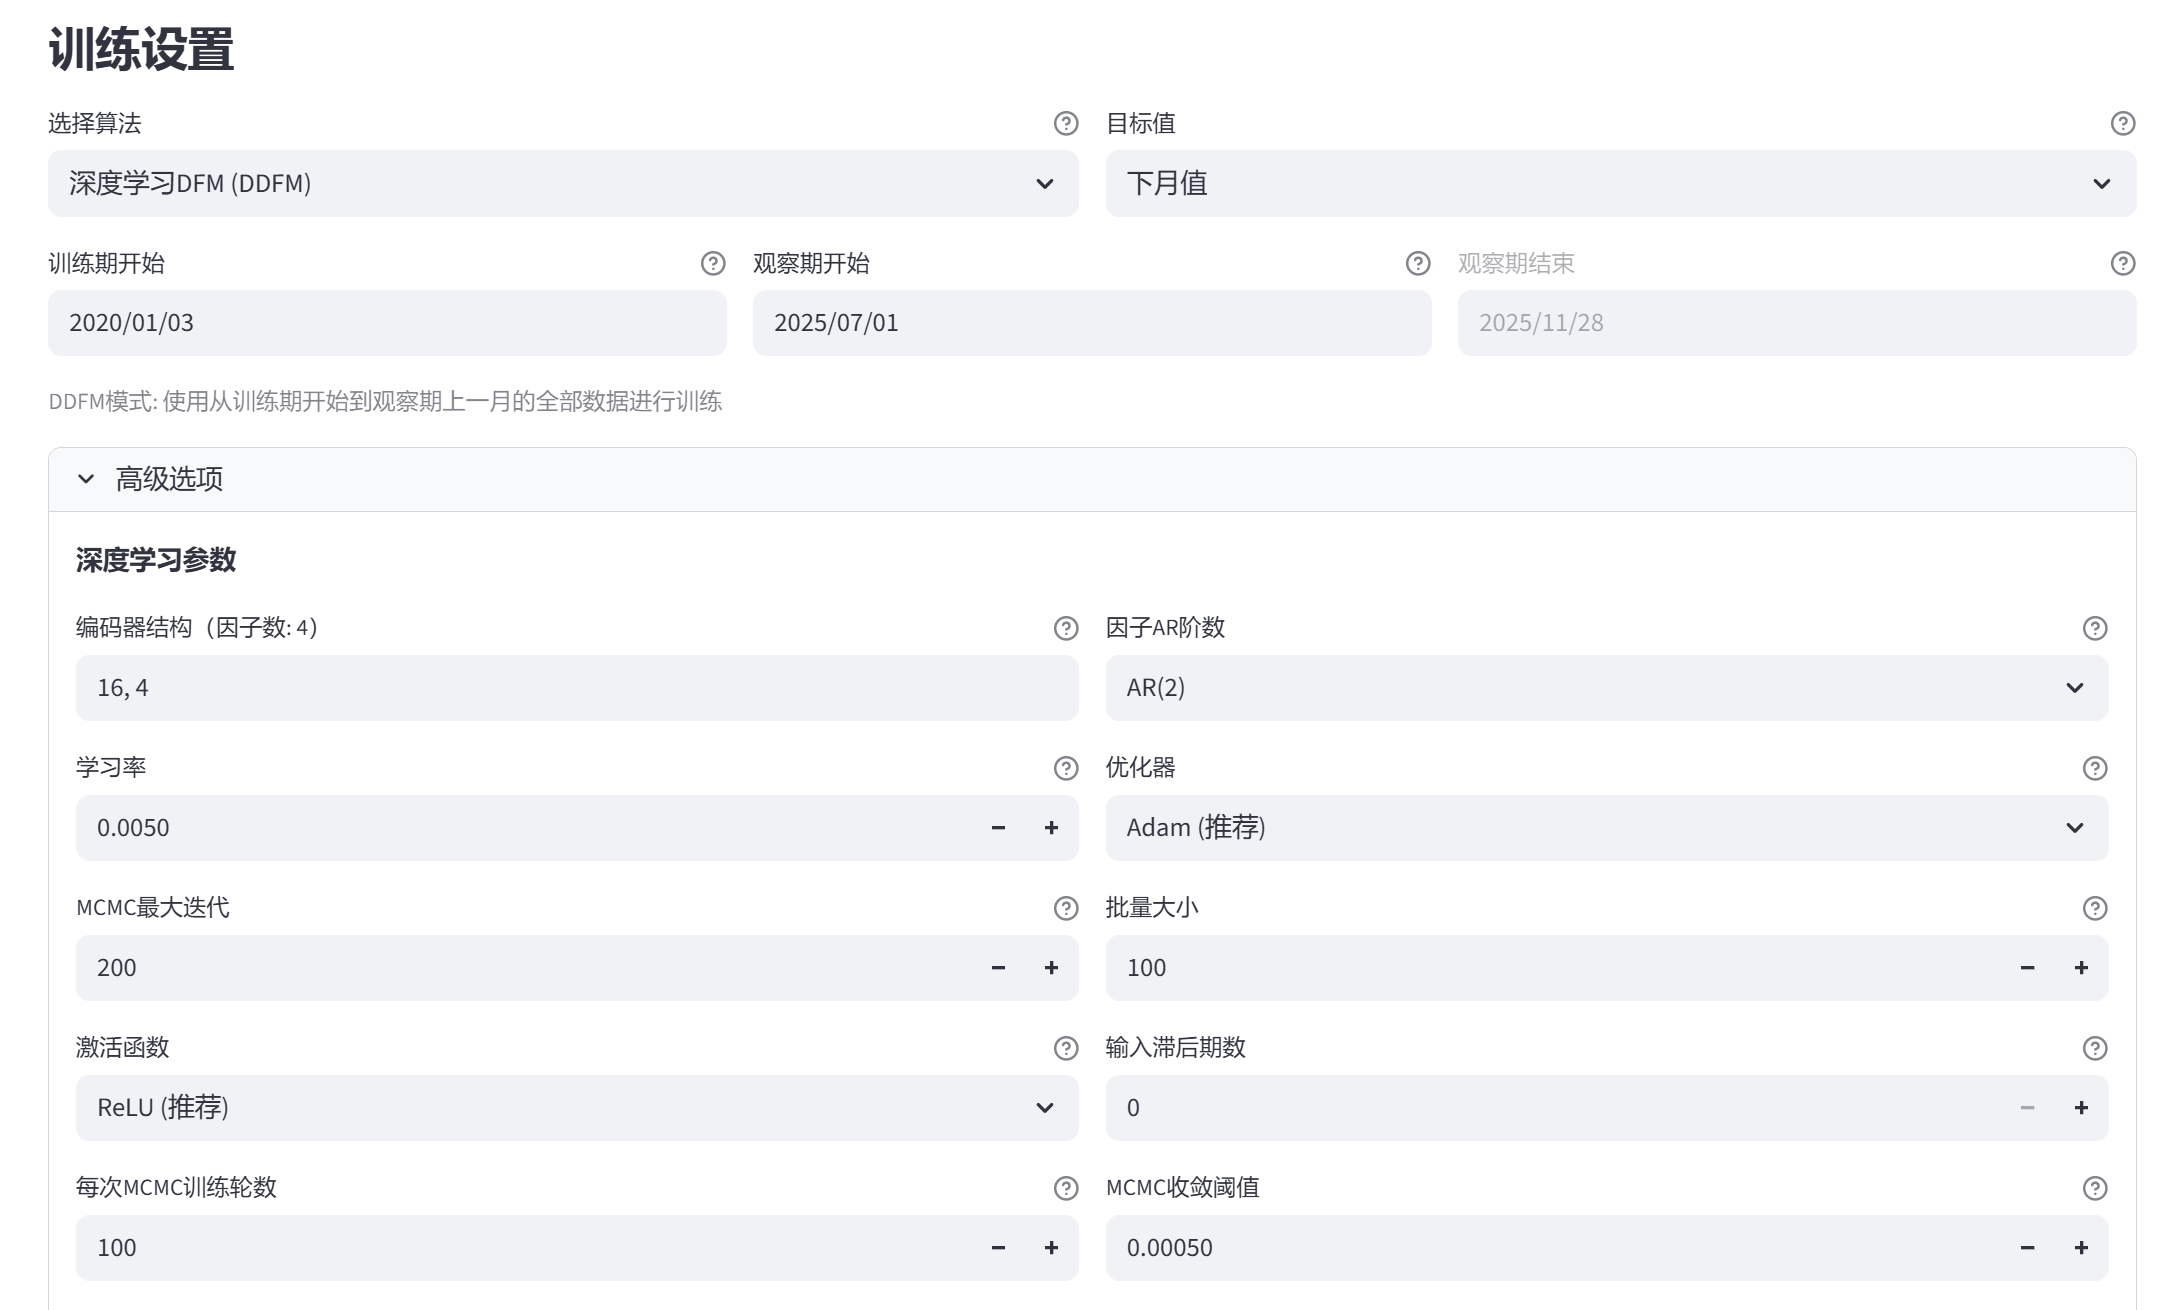 训练设置
选择算法
目标值
深度学习DFM (DDFM)
下月值
训练期开始
观察期开始
观察期结束
2020/01/03
2025/07/01
2025/11/28
DDFM模式: 使用从训练期开始到观察期上一月的全部数据进行训练
高级选项
深度学习参数
编码器结构（因子数: 4）
因子AR阶数
16, 4
AR(2)
学习率
优化器
0.0050
Adam (推荐)
MCMC最大迭代
批量大小
200
100
激活函数
输入滞后期数
ReLU (推荐)
0
每次MCMC训练轮数
MCMC收敛阈值
100
0.00050